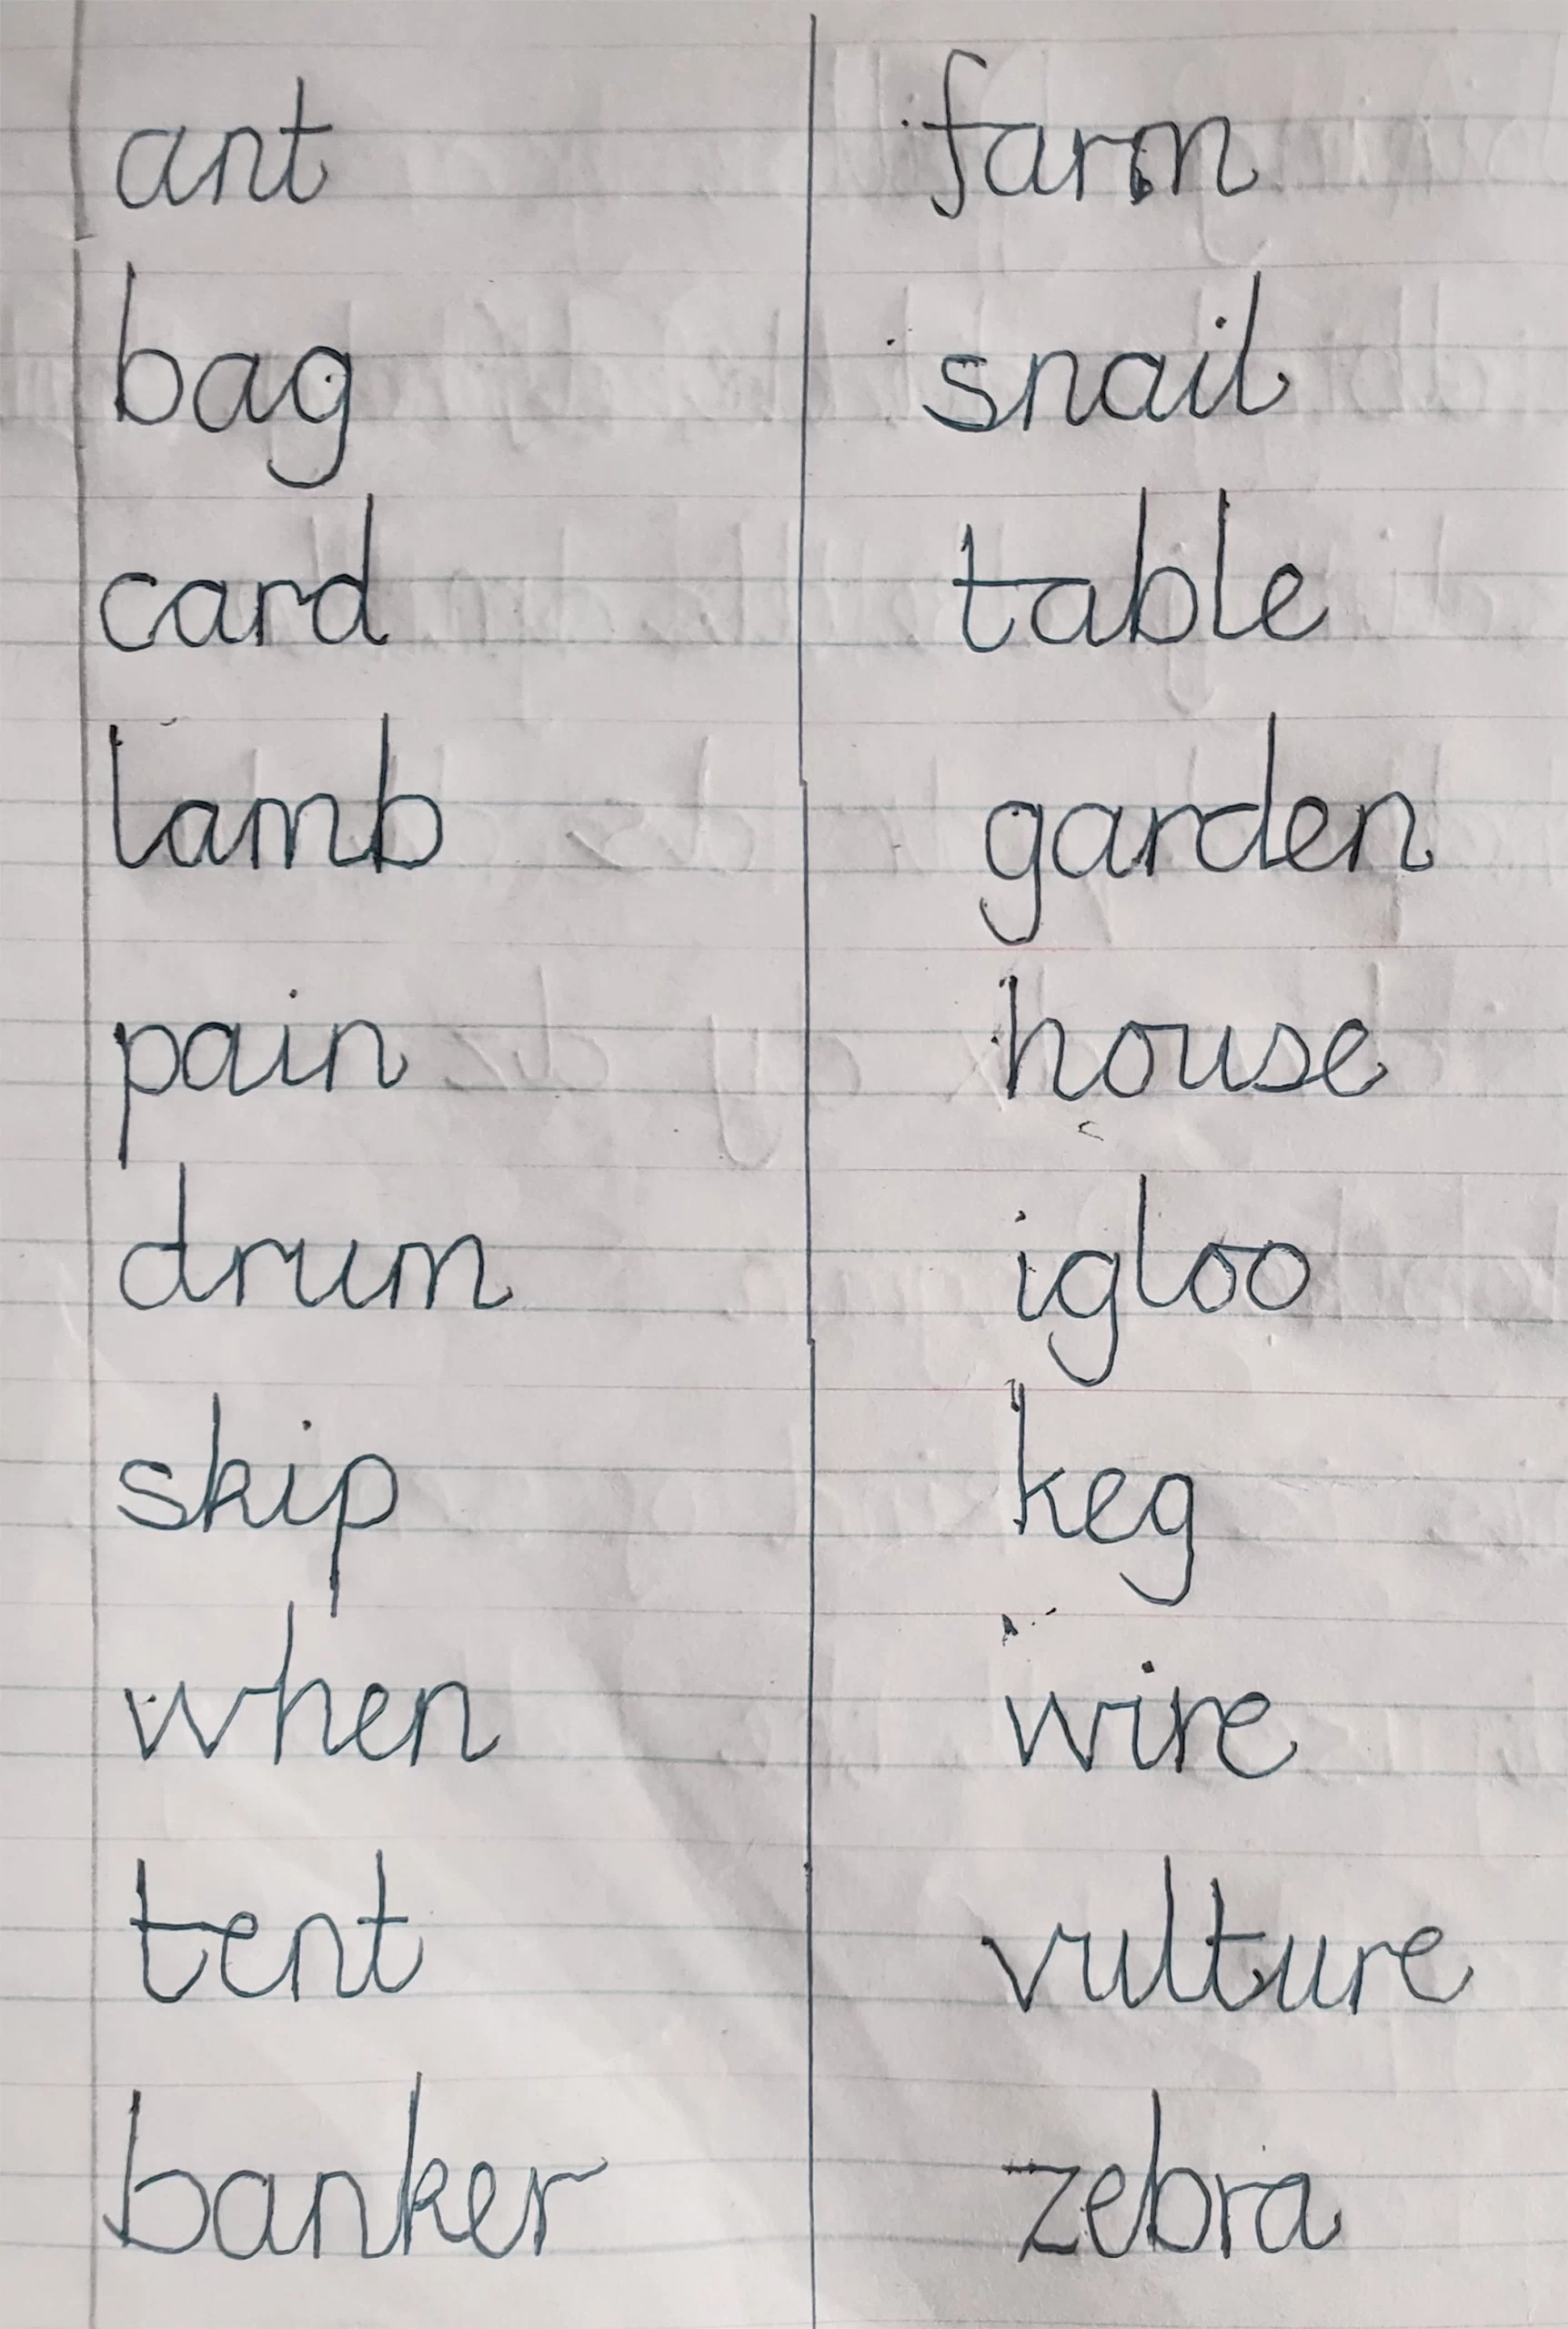 ant
bag
card
lamb
pain
drum
skip
when
tent
banker
farm
snail
table
garden
house
igloo
keg
wire
vulture
zebra